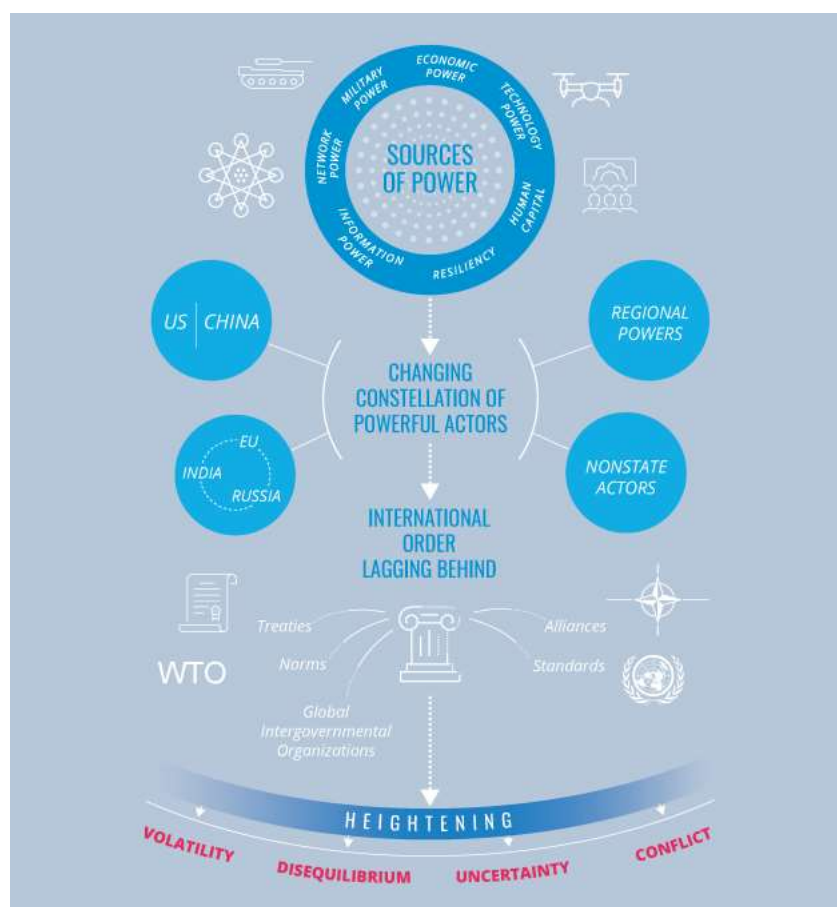 MILITARY
POWER
ECONOMIC
POWER
TECHNOLOGY
POWER
NETWORK
POWER
SOURCES
OF POWER
HUMAN
CAPITAL
INFORMATION
POWER
RESILIENCY
US | CHINA
REGIONAL
POWERS
CHANGING
CONSTELLATION OF
POWERFUL ACTORS
EU
INDIA
RUSSIA
NONSTATE
ACTORS
INTERNATIONAL
ORDER
LAGGING BEHIND
Treaties
Alliances
WTO
Norms
Standards
Global
Intergovernmental
Organizations
HEIGHTENING
VOLATILITY
DISEQUILIBRIUM
UNCERTAINTY
CONFLICT